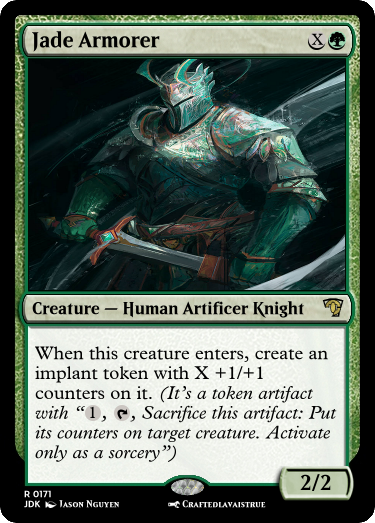 Jade Armorer X
Creature — Human Artificer Knight
When this creature enters, create an
implant token with X +1/+1
counters on it. (It's a token artifact
with “1, , Sacrifice this artifact: Put
its counters on target creature. Activate
only as a sorcery”)
2/2
R 0171
JDK Jason Nguyen Craftedlavaistrue